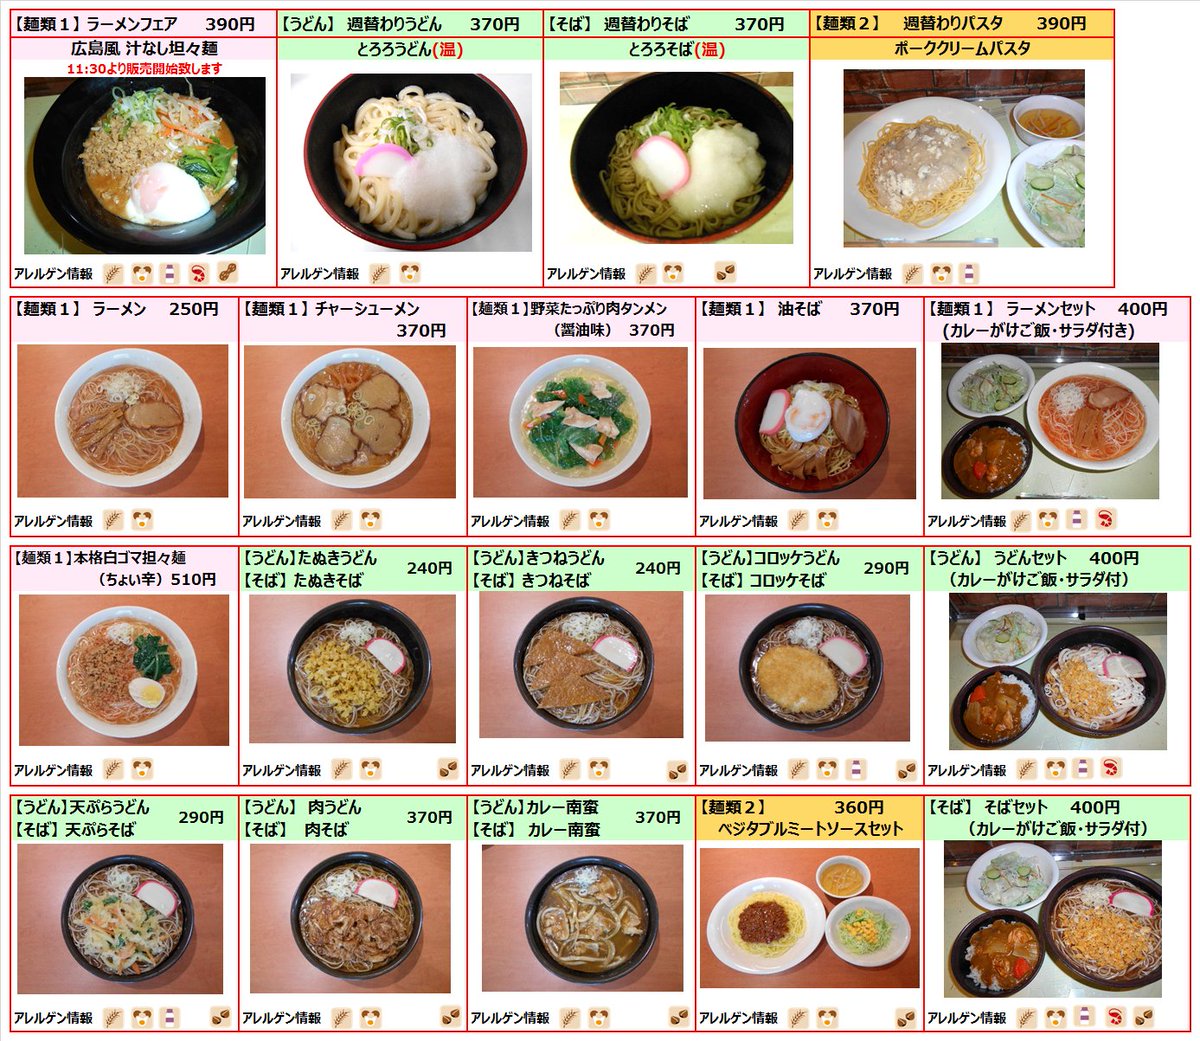 【麺類１】 ラーメンフェア 390円
広島風 汁なし坦々麺
11:30より販売開始致します
アレルゲン情報
【うどん】 週替わりうどん 370円
とろろうどん(温)
アレルゲン情報
【そば】 週替わりそば 370円
とろろそば(温)
アレルゲン情報
【麺類２】 週替わりパスタ 390円
ポーククリームパスタ
アレルゲン情報
【麺類１】 ラーメン 250円
アレルゲン情報
【麺類１】 チャーシューメン
370円
アレルゲン情報
【麺類１】野菜たっぷり肉タンメン
（醤油味） 370円
アレルゲン情報
【麺類１】 油そば 370円
アレルゲン情報
【麺類１】 ラーメンセット 400円
(カレーがけご飯・サラダ付き)
アレルゲン情報
【麺類１】本格白ゴマ担々麺
（ちょい辛）510円
アレルゲン情報
【うどん】たぬきうどん
【そば】 たぬきそば
240円
アレルゲン情報
【うどん】きつねうどん
【そば】 きつねそば
240円
アレルゲン情報
【うどん】コロッケうどん
【そば】 コロッケそば
290円
アレルゲン情報
【うどん】 うどんセット 400円
（カレーがけご飯・サラダ付）
アレルゲン情報
【うどん】天ぷらうどん
【そば】 天ぷらそば
290円
アレルゲン情報
【うどん】 肉うどん
【そば】 肉そば
370円
アレルゲン情報
【うどん】カレー南蛮
【そば】 カレー南蛮
370円
アレルゲン情報
【麺類２】 360円
ベジタブルミートソースセット
アレルゲン情報
【そば】 そばセット 400円
（カレーがけご飯・サラダ付）
アレルゲン情報